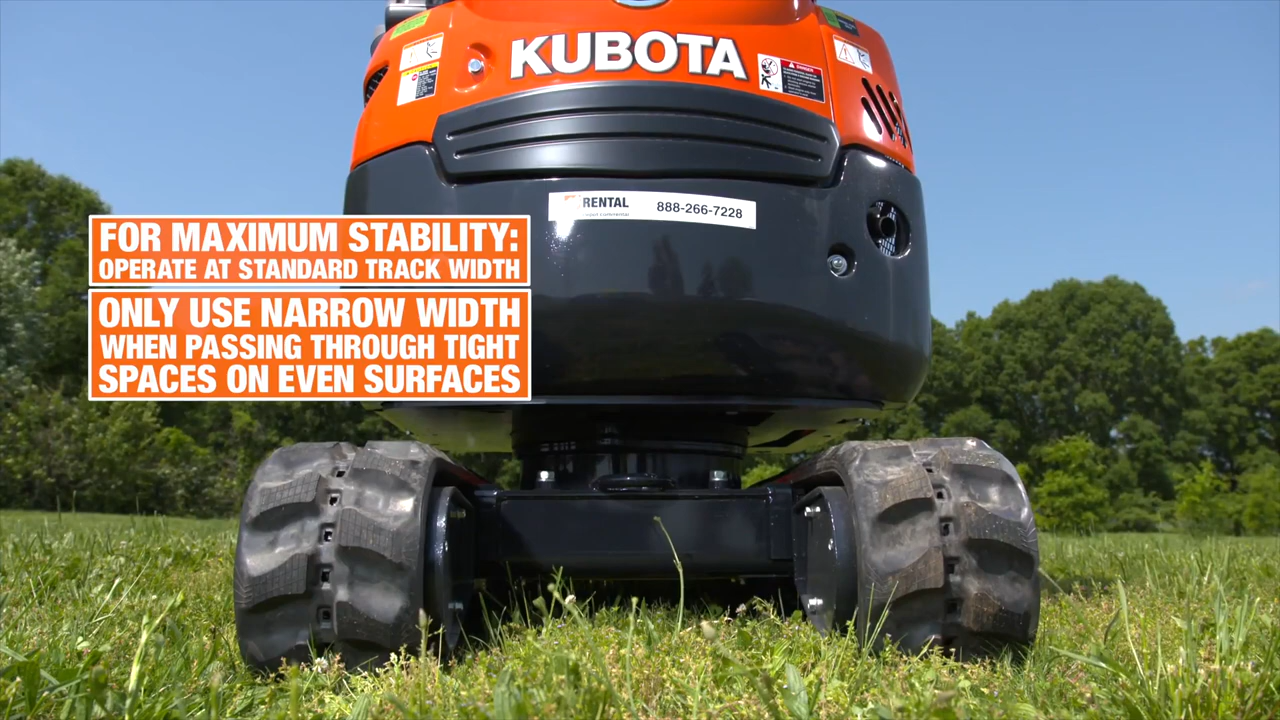 KUBOTA
DANGER
RENTAL 888-266-7228
FOR MAXIMUM STABILITY:
OPERATE AT STANDARD TRACK WIDTH
ONLY USE NARROW WIDTH
WHEN PASSING THROUGH TIGHT
SPACES ON EVEN SURFACES